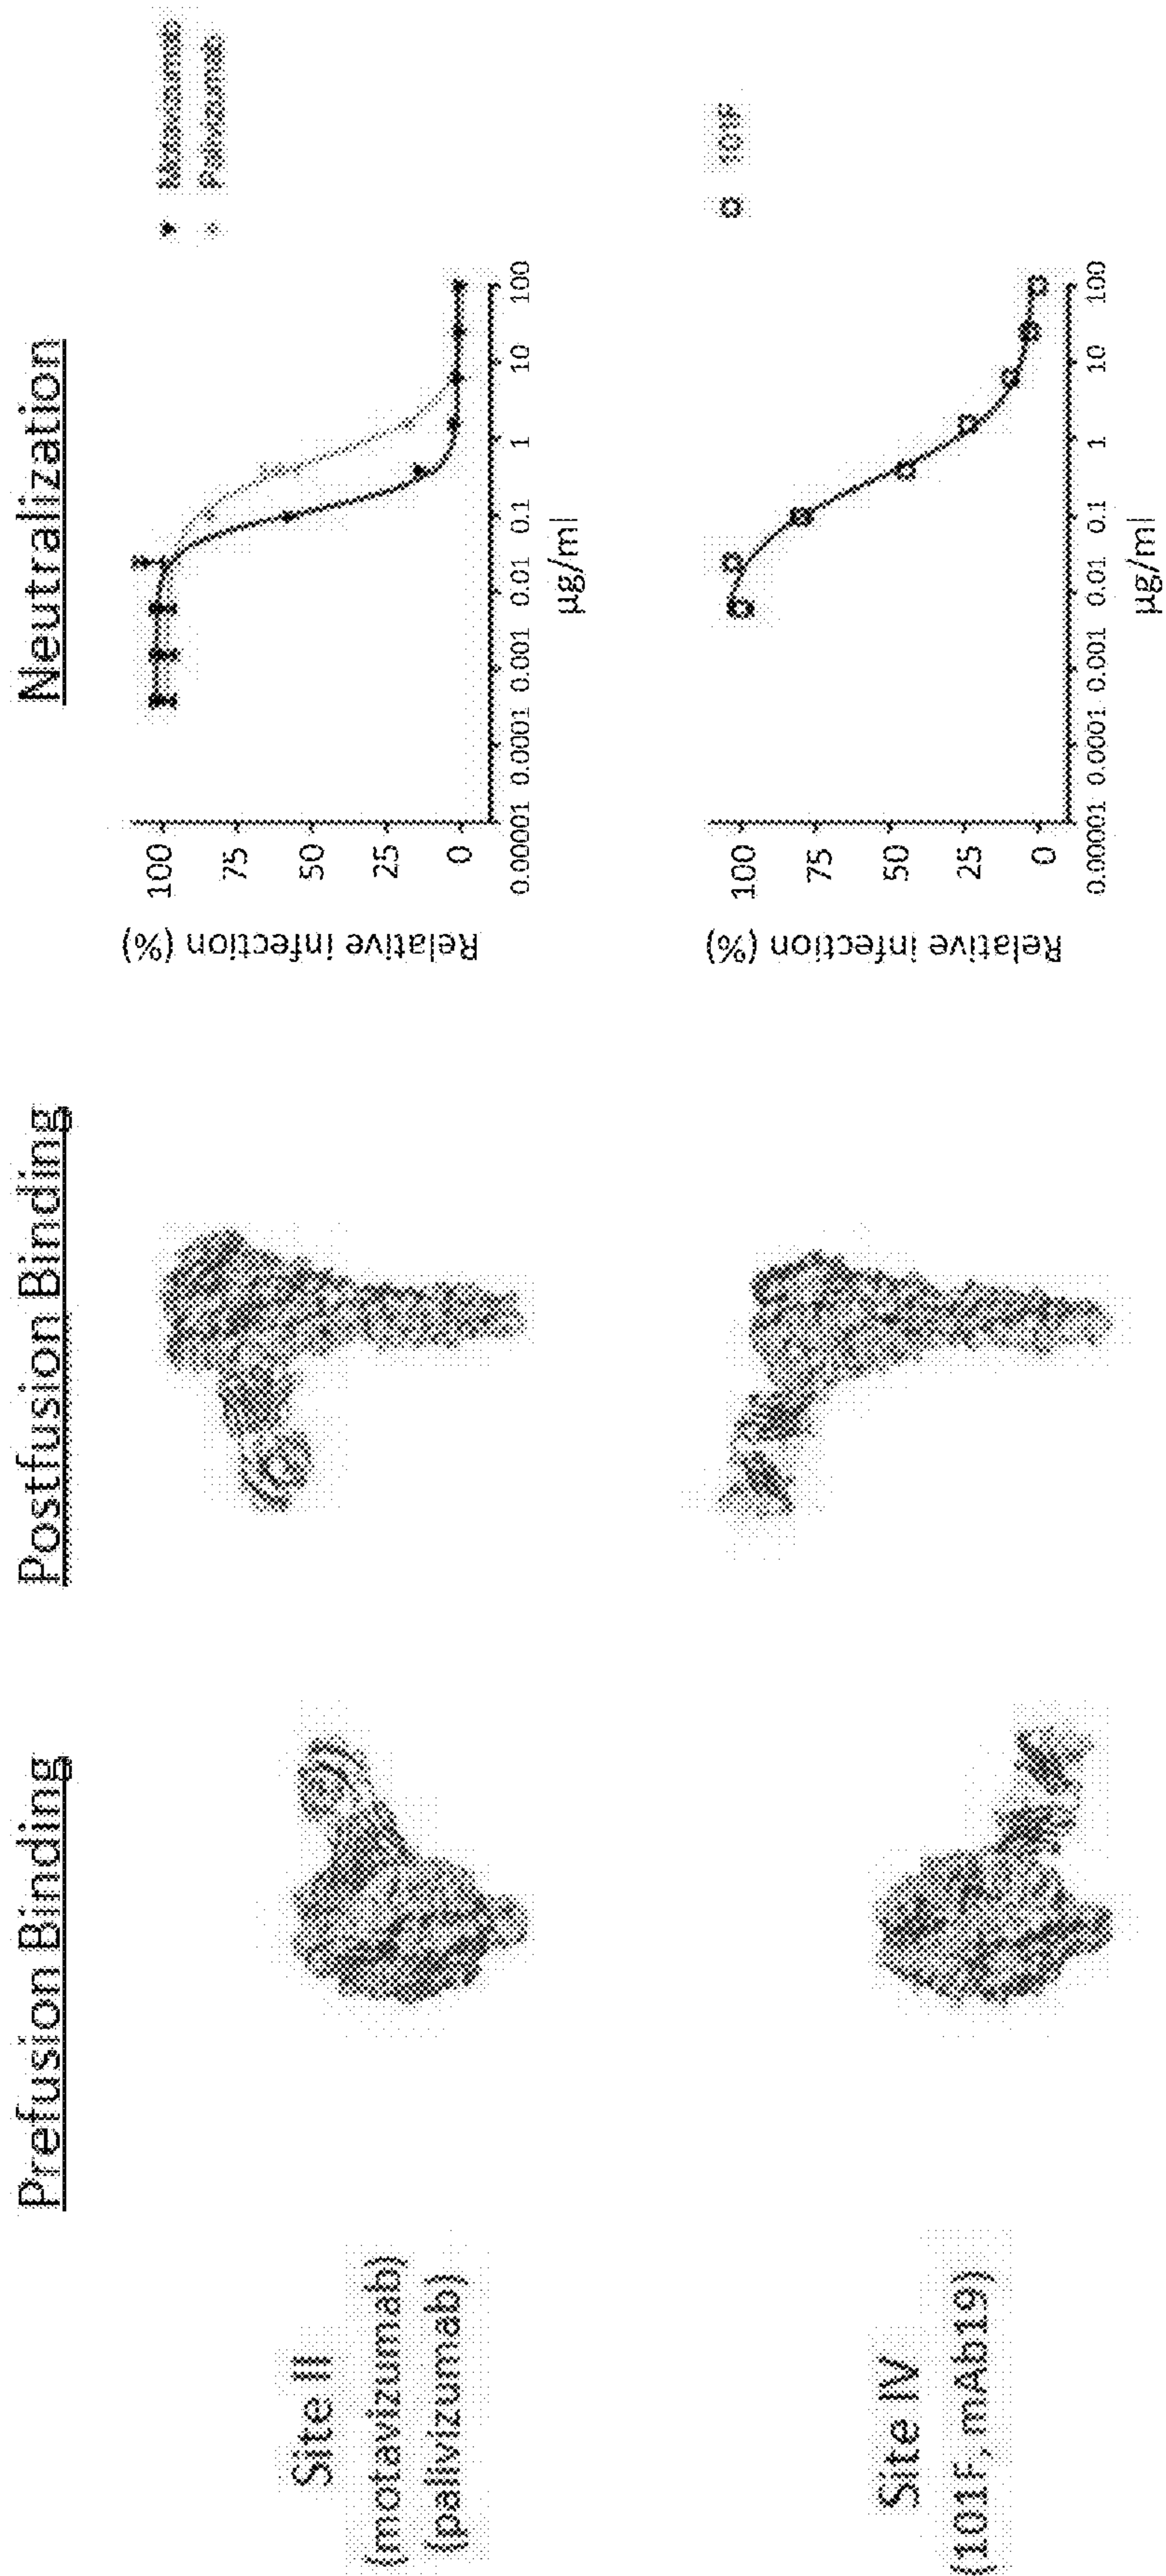 Prefusion Binding
Postfusion Binding
Neutralization
Site II
(motavizumab)
(palivizumab)
Relative infection (%)
100
75
50
25
0
0.00001 0.0001 0.001 0.01 0.1 1 10 100
µg/ml
Motavizumab
Palivizumab
Site IV
(101F, mAb19)
Relative infection (%)
100
75
50
25
0
0.00001 0.0001 0.001 0.01 0.1 1 10 100
µg/ml
101F